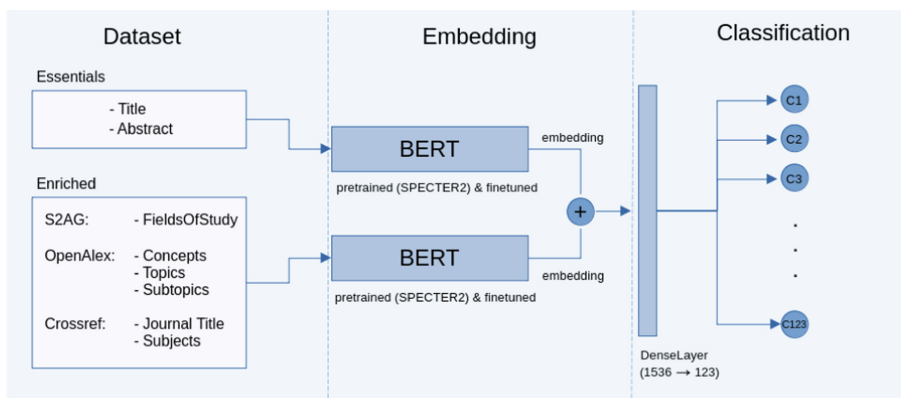 Dataset
Embedding
Classification
Essentials
- Title
- Abstract
Enriched
S2AG: - FieldsOfStudy
OpenAlex: - Concepts
- Topics
- Subtopics
Crossref: - Journal Title
- Subjects
BERT
pretrained (SPECTER2) & finetuned
embedding
+
BERT
embedding
pretrained (SPECTER2) & finetuned
C1
C2
C3
.
.
.
C123
DenseLayer
(1536 → 123)